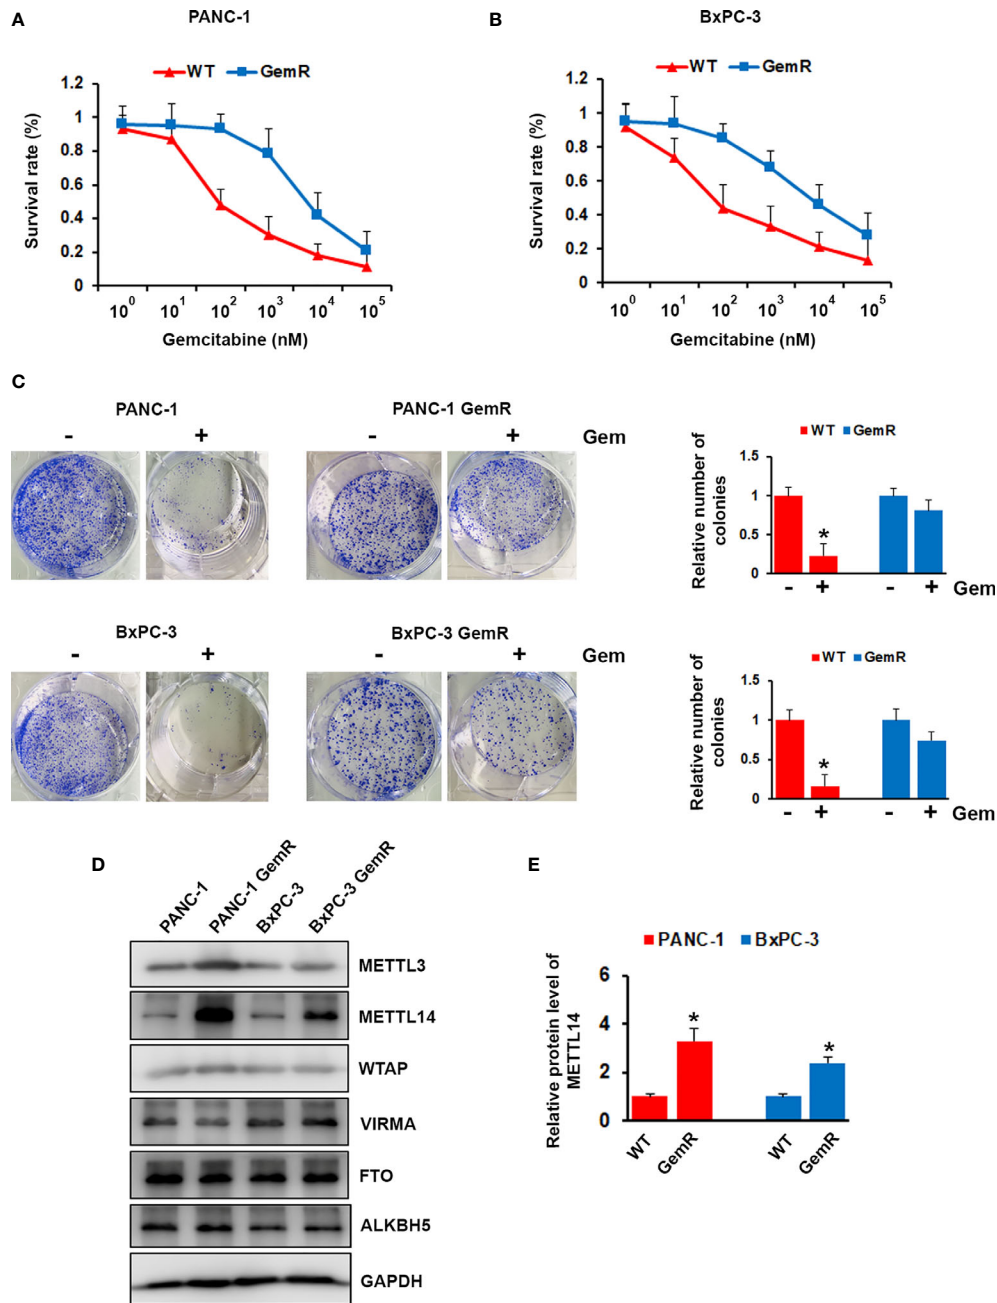 A
PANC-1
WT GemR
Survival rate (%)
1.2
1
0.8
0.6
0.4
0.2
0
10^0 10^1 10^2 10^3 10^4 10^5
Gemcitabine (nM)
B
BxPC-3
WT GemR
Survival rate (%)
1.2
1
0.8
0.6
0.4
0.2
0
10^0 10^1 10^2 10^3 10^4 10^5
Gemcitabine (nM)
C
PANC-1
- +
PANC-1 GemR
- + Gem
WT GemR
Relative number of
colonies
1.5
1
0.5
0
*
- + - + Gem
BxPC-3
- +
BxPC-3 GemR
- + Gem
WT GemR
Relative number of
colonies
1.5
1
0.5
0
*
- + - + Gem
D
PANC-1
PANC-1 GemR
BxPC-3
BxPC-3 GemR
METTL3
METTL14
WTAP
VIRMA
FTO
ALKBH5
GAPDH
E
PANC-1 BxPC-3
Relative protein level of
METTL14
6
4
2
0
* *
WT GemR WT GemR